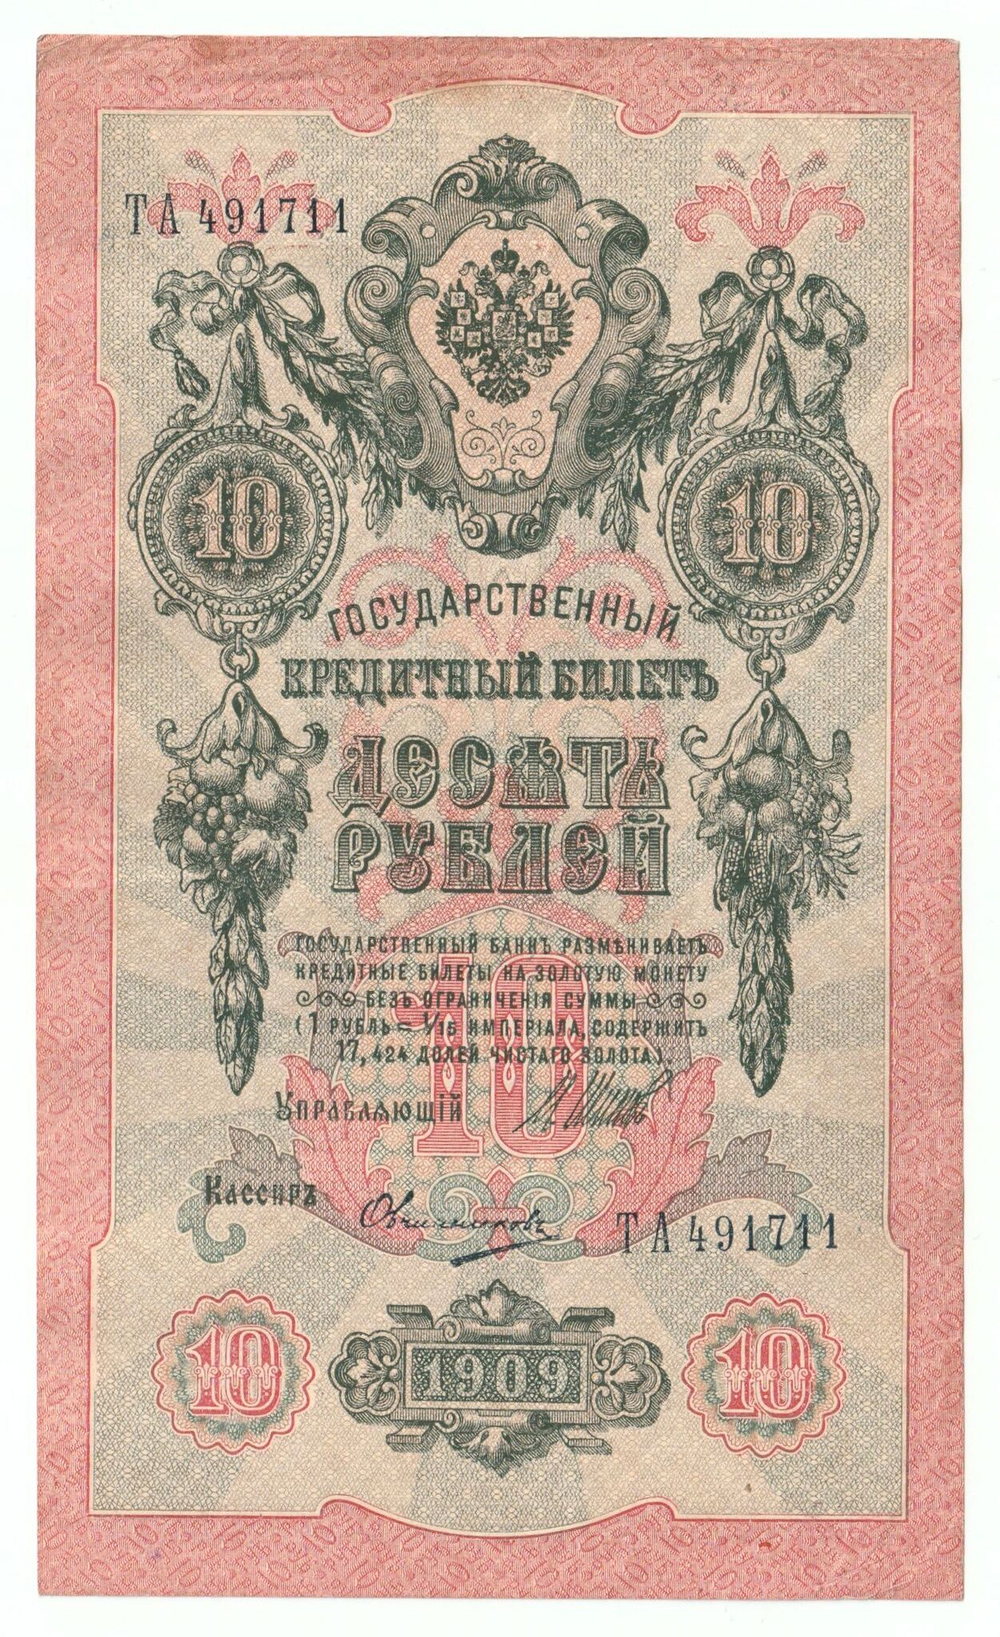 ТА 491711
10 10
ГОСУДАРСТВЕННЫЙ
КРЕДИТНЫЙ БИЛЕТЪ
ДЕСЯТЬ
РУБЛЕЙ
ГОСУДАРСТВЕННЫЙ БАНКЪ РАЗМѢНИВАЕТЪ
КРЕДИТНЫЕ БИЛЕТЫ НА ЗОЛОТУЮ МОНЕТУ
БЕЗЪ ОГРАНИЧЕНІЯ СУММЫ
(1 РУБЛЬ = 1/15 ИМПЕРІАЛА, СОДЕРЖИТЪ
17,424 ДОЛЕЙ ЧИСТАГО ЗОЛОТА).
10
Управляющій
Кассиръ Овчинниковъ
ТА 491711
10 1909 10